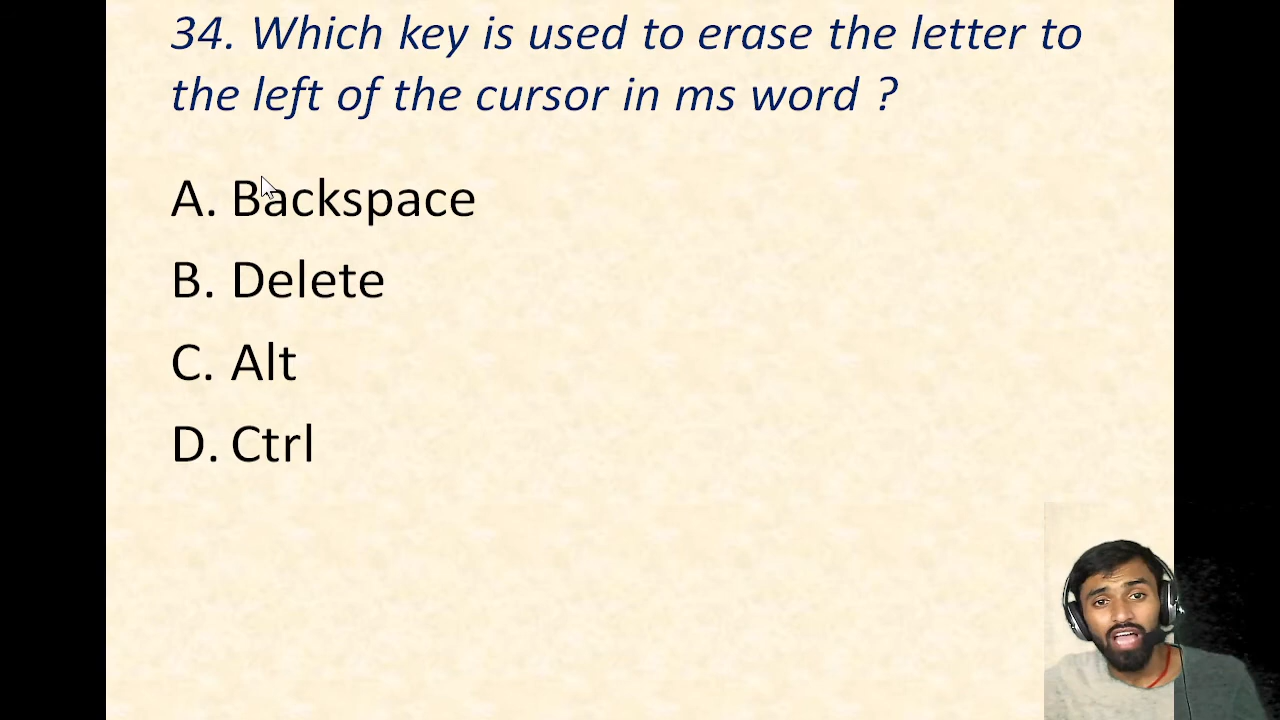 34. Which key is used to erase the letter to
the left of the cursor in ms word ?
A. Backspace
B. Delete
C. Alt
D. Ctrl